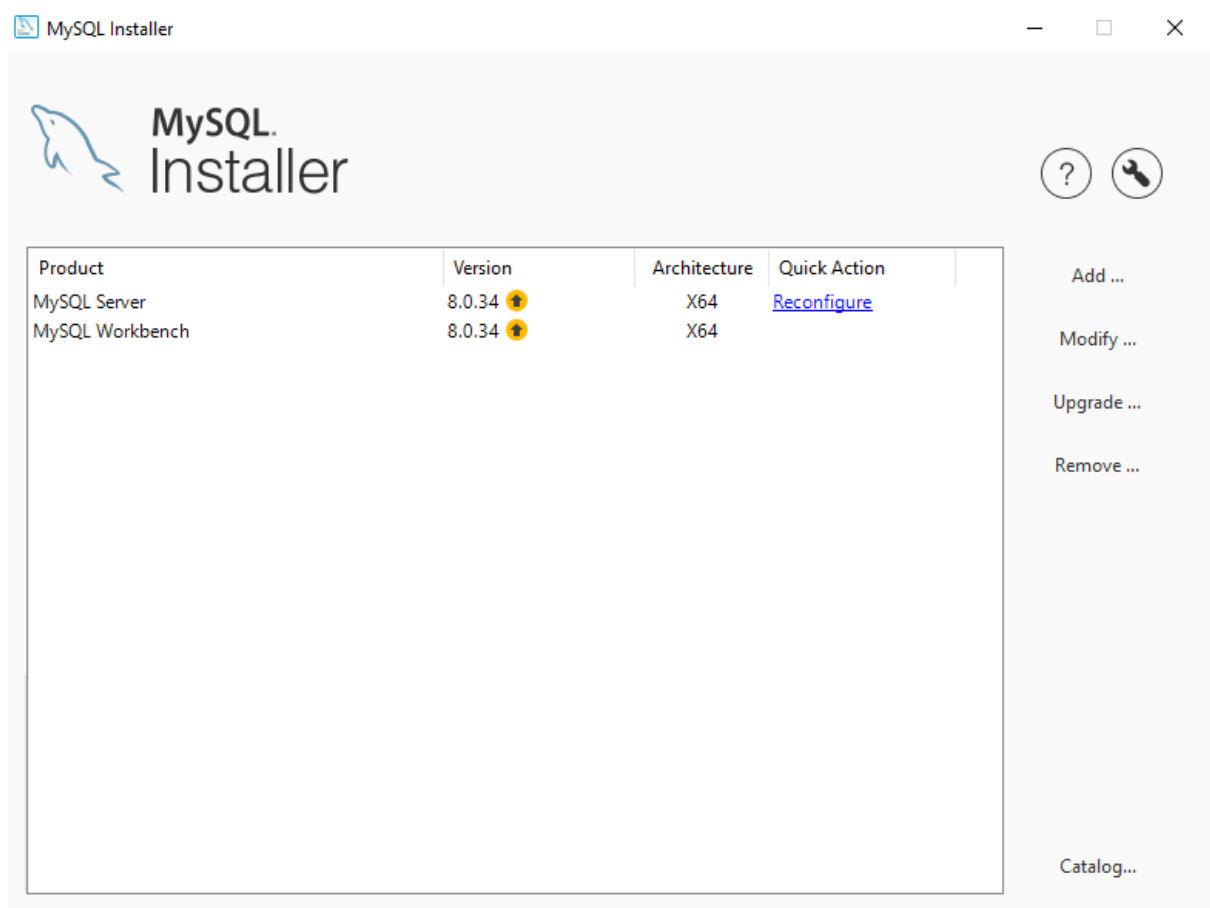 MySQL Installer
MySQL.
Installer
?
Product Version Architecture Quick Action
MySQL Server 8.0.34 X64 Reconfigure
MySQL Workbench 8.0.34 X64
Add ...
Modify ...
Upgrade ...
Remove ...
Catalog...